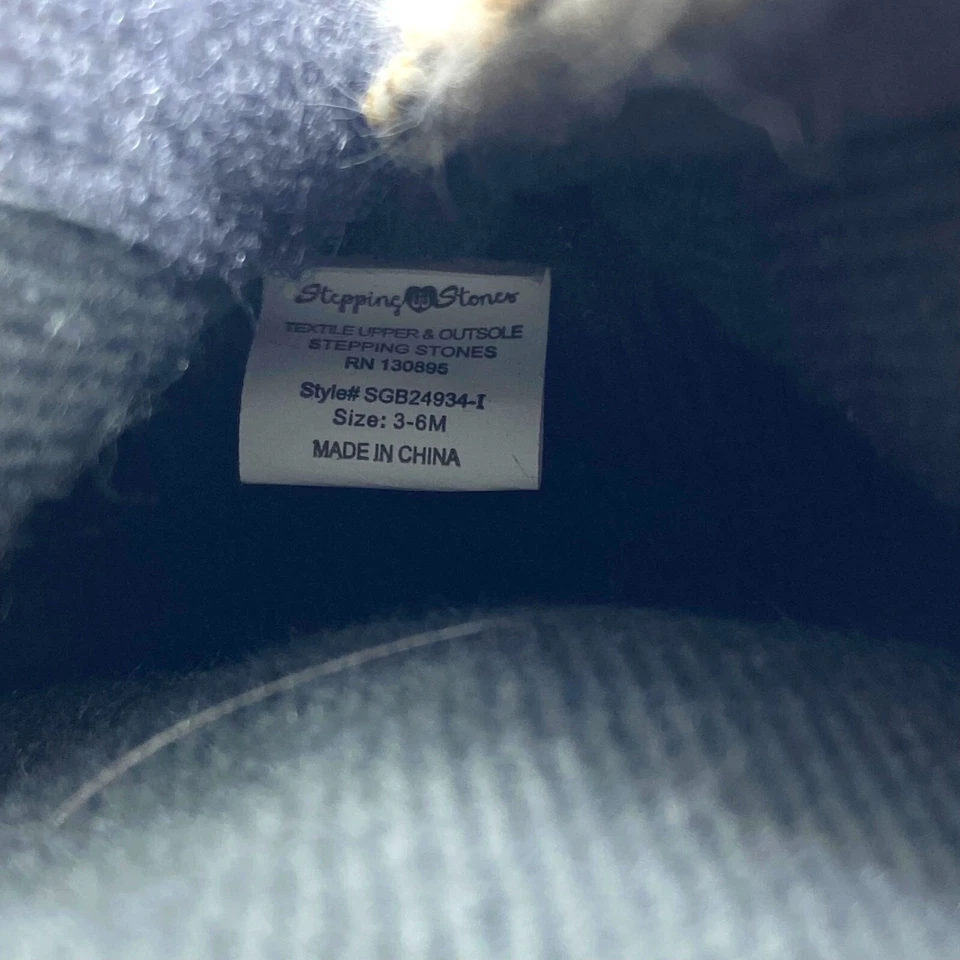 Stepping Stones
TEXTILE UPPER & OUTSOLE
STEPPING STONES
RN 130895
Style# SGB24934-I
Size: 3-6M
MADE IN CHINA